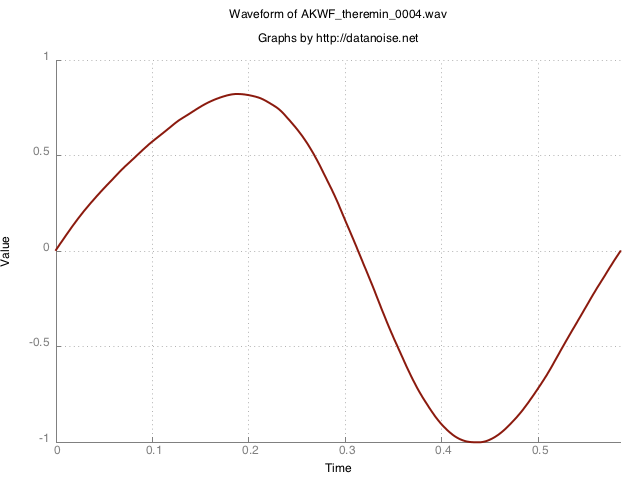 Waveform of AKWF_theremin_0004.wav
Graphs by http://datanoise.net
1
0.5
0
-0.5
-1
Value
0 0.1 0.2 0.3 0.4 0.5
Time